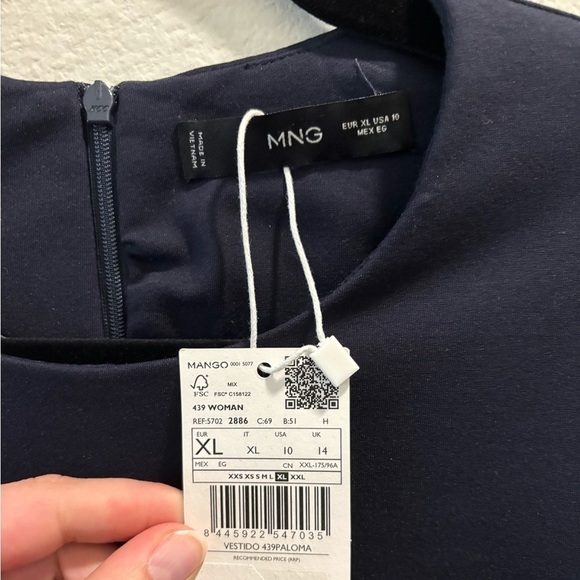 MADE IN
VIETNAM
MNG
EUR XL USA 10
MEX EG
MANGO 0001 5077
FSC
MIX
FSC® C158122
439 WOMAN
REF:5702 2886 C:69 B:51 H
EUR IT USA UK
XL XL 10 14
MEX EG CN XXL-175/96A
XXS XS S M L XL XXL
8 445922 547035
VESTIDO 439PALOMA
RECOMMENDED PRICE (RRP)